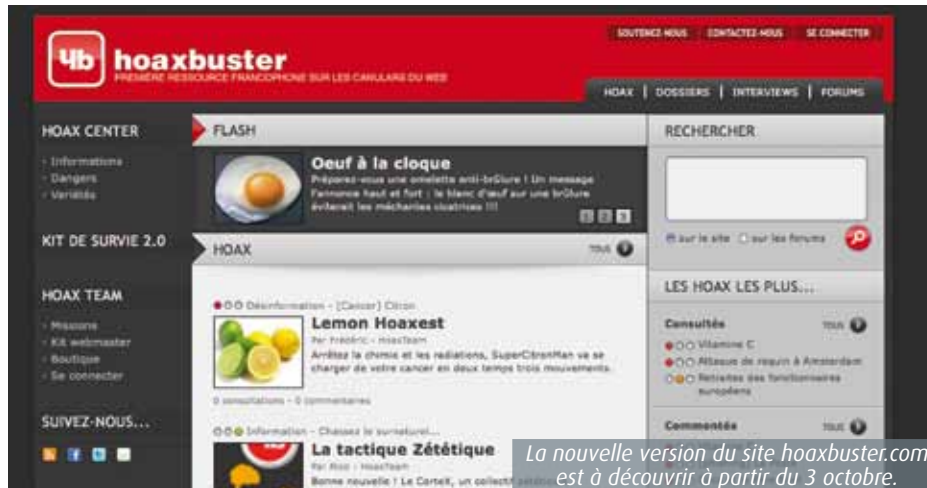 SOUTENEZ-NOUS CONTACTEZ-NOUS SE CONNECTER
hoaxbuster
PREMIÈRE RESSOURCE FRANCOPHONE SUR LES CANULARS DU WEB
HOAX | DOSSIERS | INTERVIEWS | FORUMS
HOAX CENTER
Informations
Dangers
Variétés
KIT DE SURVIE 2.0
HOAX TEAM
Missions
Kit webmaster
Boutique
Se connecter
SUIVEZ-NOUS...
FLASH
Oeuf à la cloque
Préparez-vous une omelette anti-brûlure ! Un message
l'annonce haut et fort : le blanc d'œuf sur une brûlure
éviterait les méchantes cicatrices !!!
1 2 3
HOAX
TOUS
Désinformation - [Cancer] Citron
Lemon Hoaxest
Par Frédéric - HoaxTeam
Arrêtez la chimie et les radiations, SuperCitronMan va se
charger de votre cancer en deux temps trois mouvements.
0 consultations - 0 commentaires
Information - Chassez le surnaturel...
La tactique Zététique
Par Nico - HoaxTeam
Bonne nouvelle ! Le CorteX, un collectif
RECHERCHER
sur le site sur les forums
LES HOAX LES PLUS...
Consultés TOUS
Vitamine C
Attaque de requin à Amsterdam
Retraites des fonctionnaires
européens
Commentés TOUS
La nouvelle version du site hoaxbuster.com
est à découvrir à partir du 3 octobre.